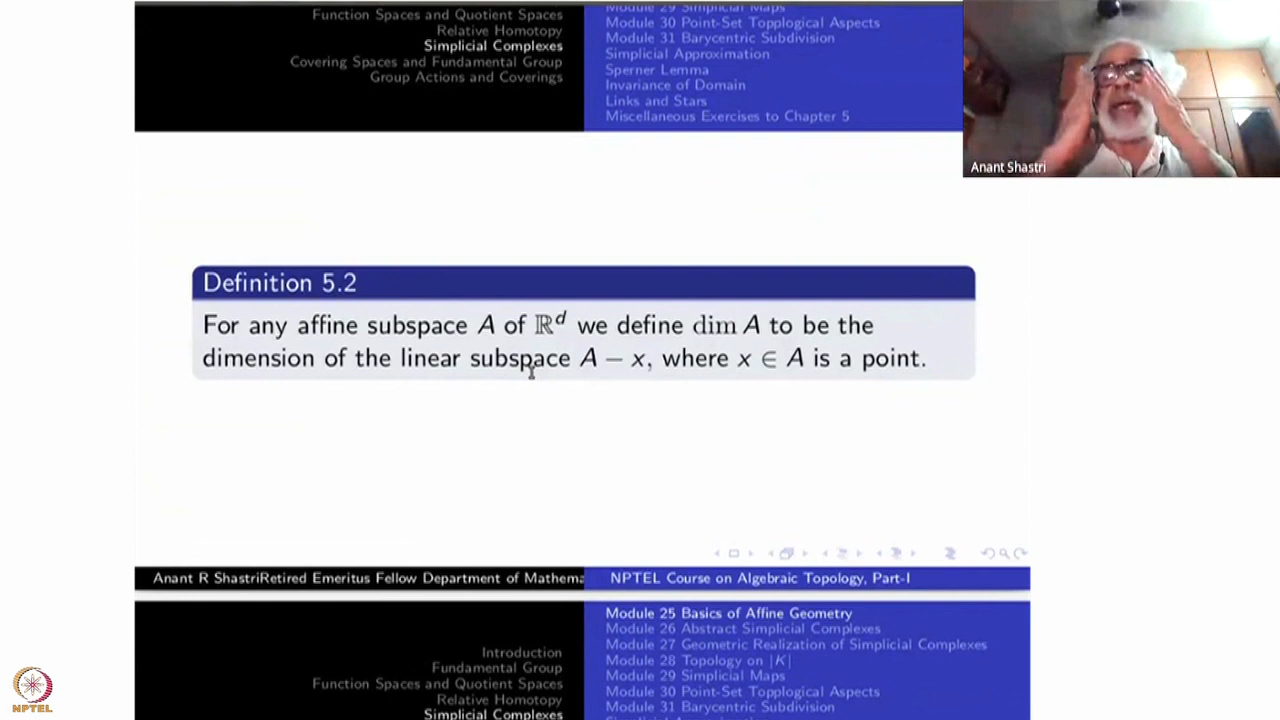 Function Spaces and Quotient Spaces
Relative Homotopy
Simplicial Complexes
Covering Spaces and Fundamental Group
Group Actions and Coverings
Module 29 Simplicial Maps
Module 30 Point-Set Topplogical Aspects
Module 31 Barycentric Subdivision
Simplicial Approximation
Sperner Lemma
Invariance of Domain
Links and Stars
Miscellaneous Exercises to Chapter 5
Anant Shastri
Definition 5.2
For any affine subspace A of ℝᵈ we define dim A to be the
dimension of the linear subspace A − x, where x ∈ A is a point.
Anant R ShastriRetired Emeritus Fellow Department of Mathema
NPTEL Course on Algebraic Topology, Part-I
Introduction
Fundamental Group
Function Spaces and Quotient Spaces
Relative Homotopy
Simplicial Complexes
Module 25 Basics of Affine Geometry
Module 26 Abstract Simplicial Complexes
Module 27 Geometric Realization of Simplicial Complexes
Module 28 Topology on |K|
Module 29 Simplicial Maps
Module 30 Point-Set Topplogical Aspects
Module 31 Barycentric Subdivision
NPTEL